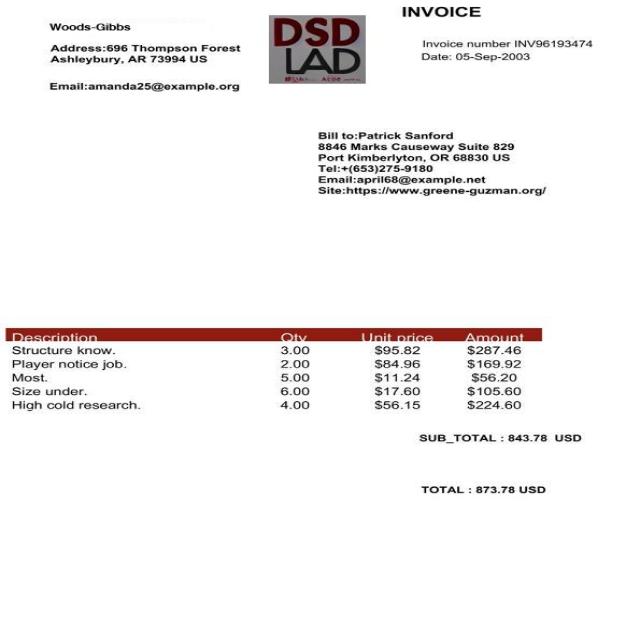 INVOICE
Woods-Gibbs
Address:696 Thompson Forest
Ashleybury, AR 73994 US
Email:amanda25@example.org
DSD
LAD
Invoice number INV96193474
Date: 05-Sep-2003
Bill to:Patrick Sanford
8846 Marks Causeway Suite 829
Port Kimberlyton, OR 68830 US
Tel:+(653)275-9180
Email:april68@example.net
Site:https://www.greene-guzman.org/
Description Qty Unit price Amount
Structure know. 3.00 $95.82 $287.46
Player notice job. 2.00 $84.96 $169.92
Most. 5.00 $11.24 $56.20
Size under. 6.00 $17.60 $105.60
High cold research. 4.00 $56.15 $224.60
SUB_TOTAL : 843.78 USD
TOTAL : 873.78 USD